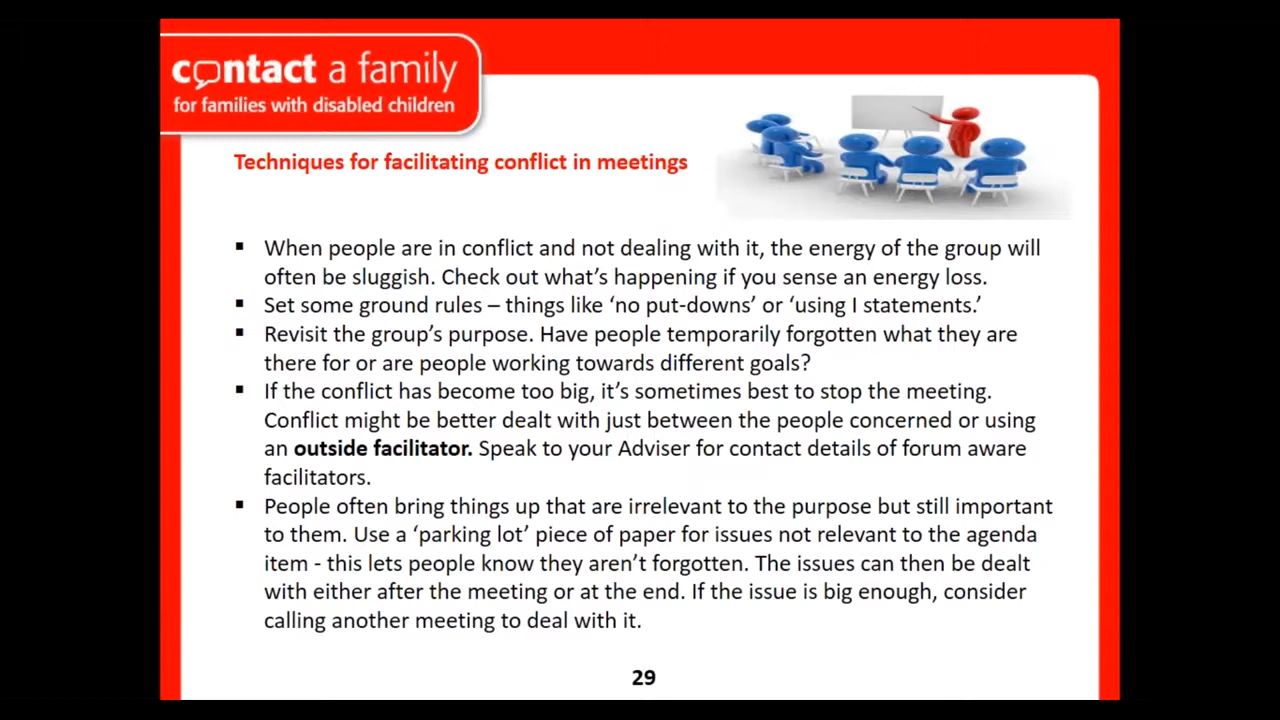 contact a family
for families with disabled children
Techniques for facilitating conflict in meetings
▪ When people are in conflict and not dealing with it, the energy of the group will
often be sluggish. Check out what’s happening if you sense an energy loss.
▪ Set some ground rules – things like ‘no put-downs’ or ‘using I statements.’
▪ Revisit the group’s purpose. Have people temporarily forgotten what they are
there for or are people working towards different goals?
▪ If the conflict has become too big, it’s sometimes best to stop the meeting.
Conflict might be better dealt with just between the people concerned or using
an outside facilitator. Speak to your Adviser for contact details of forum aware
facilitators.
▪ People often bring things up that are irrelevant to the purpose but still important
to them. Use a ‘parking lot’ piece of paper for issues not relevant to the agenda
item - this lets people know they aren’t forgotten. The issues can then be dealt
with either after the meeting or at the end. If the issue is big enough, consider
calling another meeting to deal with it.
29